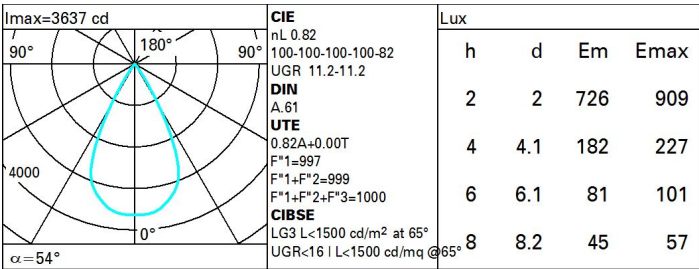 Imax=3637 cd
90°
180°
90°
4000
0°
α=54°
CIE
nL 0.82
100-100-100-100-82
UGR 11.2-11.2
DIN
A.61
UTE
0.82A+0.00T
F"1=997
F"1+F"2=999
F"1+F"2+F"3=1000
CIBSE
LG3 L<1500 cd/m² at 65°
UGR<16 | L<1500 cd/mq @65°
Lux
h d Em Emax
2 2 726 909
4 4.1 182 227
6 6.1 81 101
8 8.2 45 57